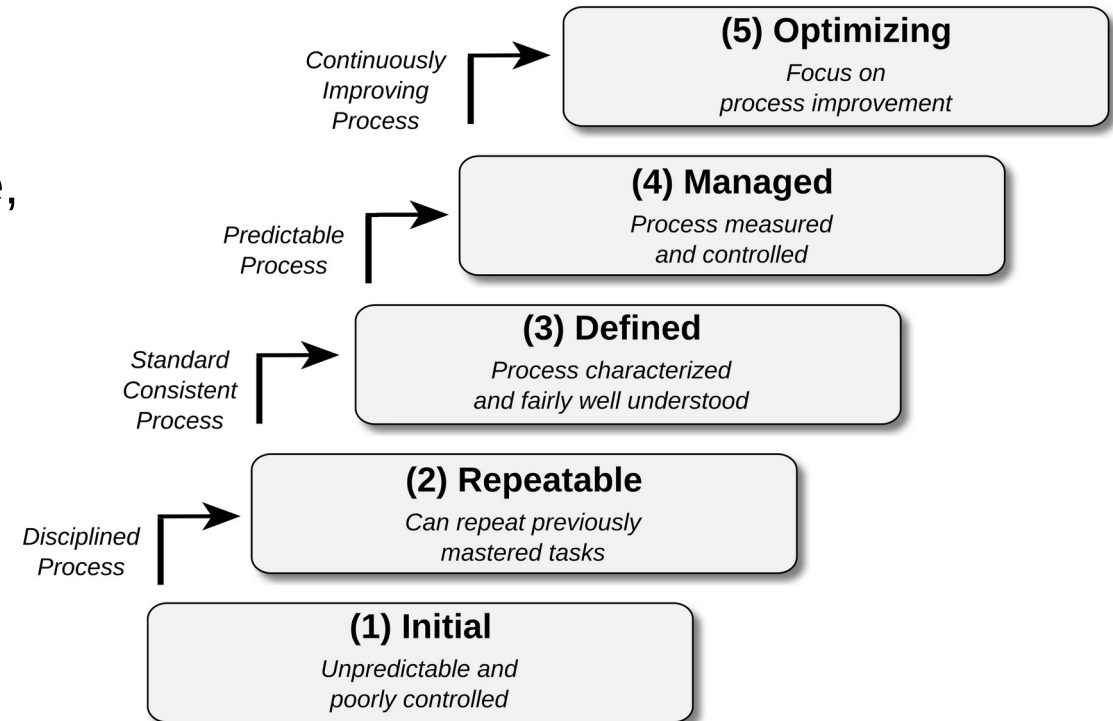 (5) Optimizing
Focus on
process improvement
Continuously
Improving
Process
e,
(4) Managed
Process measured
and controlled
Predictable
Process
(3) Defined
Process characterized
and fairly well understood
Standard
Consistent
Process
(2) Repeatable
Can repeat previously
mastered tasks
Disciplined
Process
(1) Initial
Unpredictable and
poorly controlled